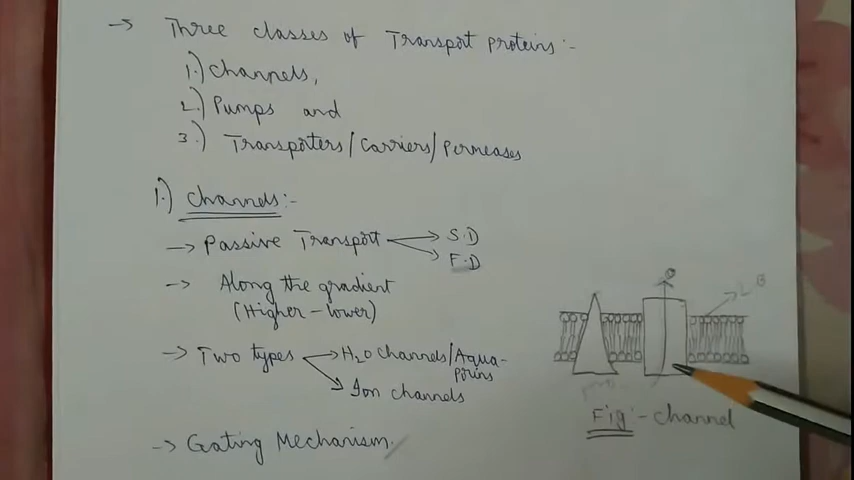 → Three classes of Transport proteins:-
1.) Channels,
2.) Pumps and
3.) Transporters/Carriers/Permeases
1.) Channels:-
→ Passive Transport → S.D
→ F.D
→ Along the gradient
(Higher - lower)
→ Two types → H₂O channels/Aqua-
porins
→ Ion channels
→ Gating Mechanism.
L B
Fig:- Channel